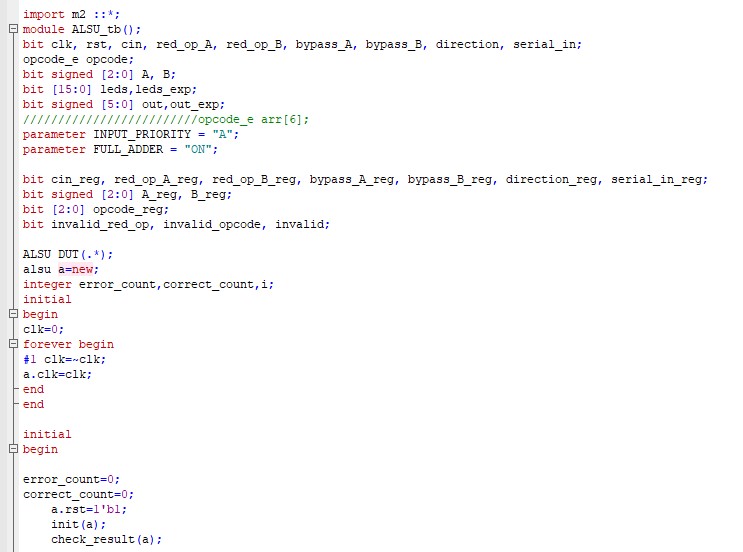 import m2 ::*;
module ALSU_tb();
bit clk, rst, cin, red_op_A, red_op_B, bypass_A, bypass_B, direction, serial_in;
opcode_e opcode;
bit signed [2:0] A, B;
bit [15:0] leds,leds_exp;
bit signed [5:0] out,out_exp;
/////////////////////////opcode_e arr[6];
parameter INPUT_PRIORITY = "A";
parameter FULL_ADDER = "ON";
bit cin_reg, red_op_A_reg, red_op_B_reg, bypass_A_reg, bypass_B_reg, direction_reg, serial_in_reg;
bit signed [2:0] A_reg, B_reg;
bit [2:0] opcode_reg;
bit invalid_red_op, invalid_opcode, invalid;
ALSU DUT(.*);
alsu a=new;
integer error_count,correct_count,i;
initial
begin
clk=0;
forever begin
#1 clk=~clk;
a.clk=clk;
end
end
initial
begin
error_count=0;
correct_count=0;
a.rst=1'b1;
init(a);
check_result(a);